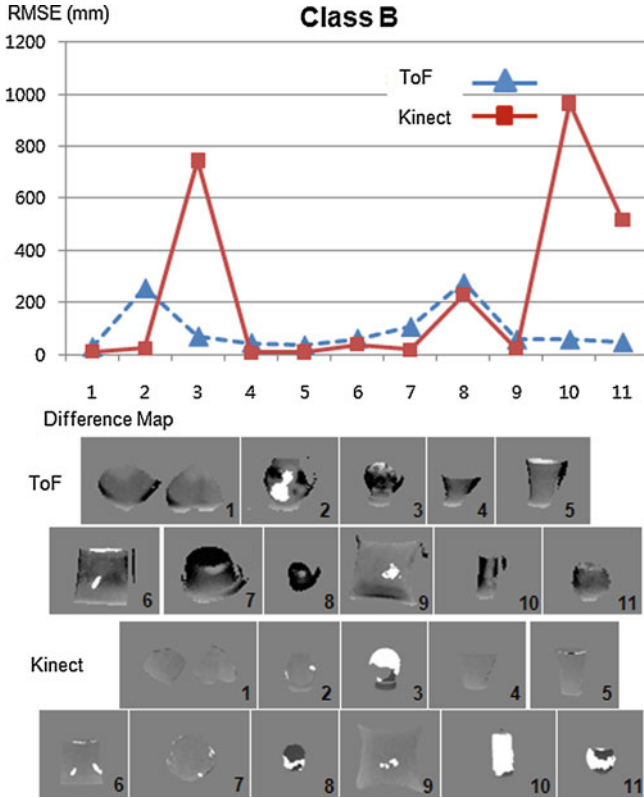 RMSE (mm)
Class B
1200
1000
800
600
400
200
0
ToF
Kinect
1 2 3 4 5 6 7 8 9 10 11
Difference Map
ToF
1 2 3 4 5
6 7 8 9 10 11
Kinect
1 2 3 4 5
6 7 8 9 10 11